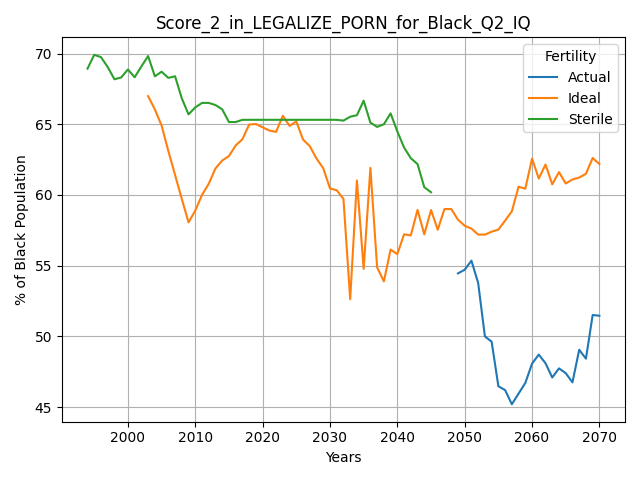 Score_2_in_LEGALIZE_PORN_for_Black_Q2_IQ
% of Black Population
70
65
60
55
50
45
Fertility
Actual
Ideal
Sterile
2000
2010
2020
2030
2040
2050
2060
2070
Years